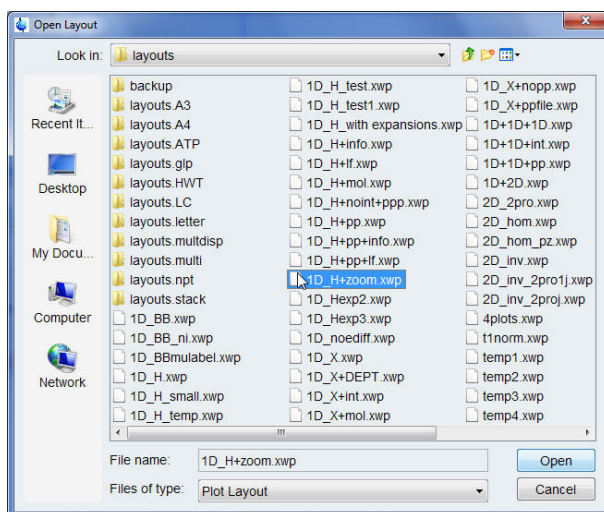 Open Layout
Look in: layouts
Recent It...
Desktop
My Docu...
Computer
Network
backup
layouts.A3
layouts.A4
layouts.ATP
layouts.glp
layouts.HWT
layouts.LC
layouts.letter
layouts.multdisp
layouts.multi
layouts.npt
layouts.stack
1D_BB.xwp
1D_BB_ni.xwp
1D_BBmulabel.xwp
1D_H.xwp
1D_H_small.xwp
1D_H_temp.xwp
1D_H_test.xwp
1D_H_test1.xwp
1D_H_with expansions.xwp
1D_H+info.xwp
1D_H+lf.xwp
1D_H+mol.xwp
1D_H+noint+ppp.xwp
1D_H+pp.xwp
1D_H+pp+info.xwp
1D_H+pp+lf.xwp
1D_H+zoom.xwp
1D_Hexp2.xwp
1D_Hexp3.xwp
1D_noediff.xwp
1D_X.xwp
1D_X+DEPT.xwp
1D_X+int.xwp
1D_X+mol.xwp
1D_X+nopp.xwp
1D_X+ppfile.xwp
1D+1D+1D.xwp
1D+1D+int.xwp
1D+1D+pp.xwp
1D+2D.xwp
2D_2pro.xwp
2D_hom.xwp
2D_hom_pz.xwp
2D_inv.xwp
2D_inv_2pro1j.xwp
2D_inv_2proj.xwp
4plots.xwp
t1norm.xwp
temp1.xwp
temp2.xwp
temp3.xwp
temp4.xwp
File name: 1D_H+zoom.xwp
Open
Files of type: Plot Layout
Cancel